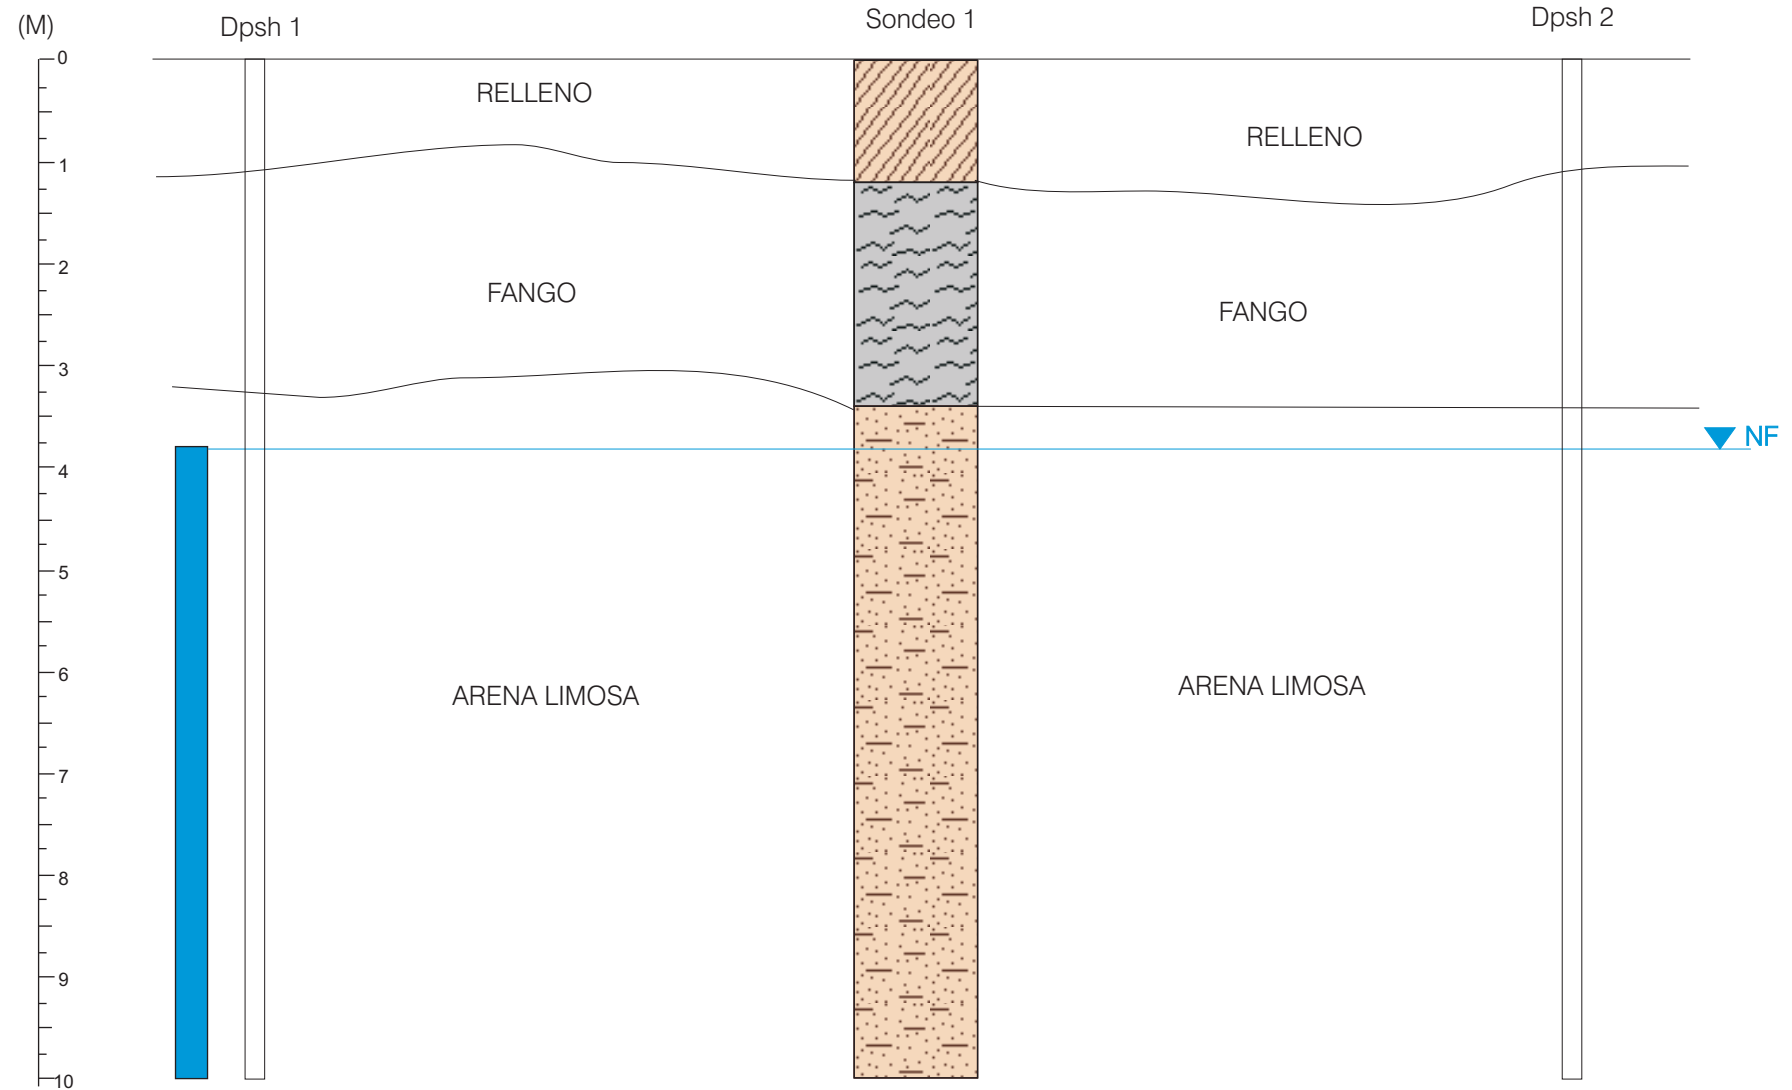 (M)
Dpsh 1
Sondeo 1
Dpsh 2
0
RELLENO
RELLENO
1
2
FANGO
FANGO
3
NF
4
5
6
ARENA LIMOSA
ARENA LIMOSA
7
8
9
10